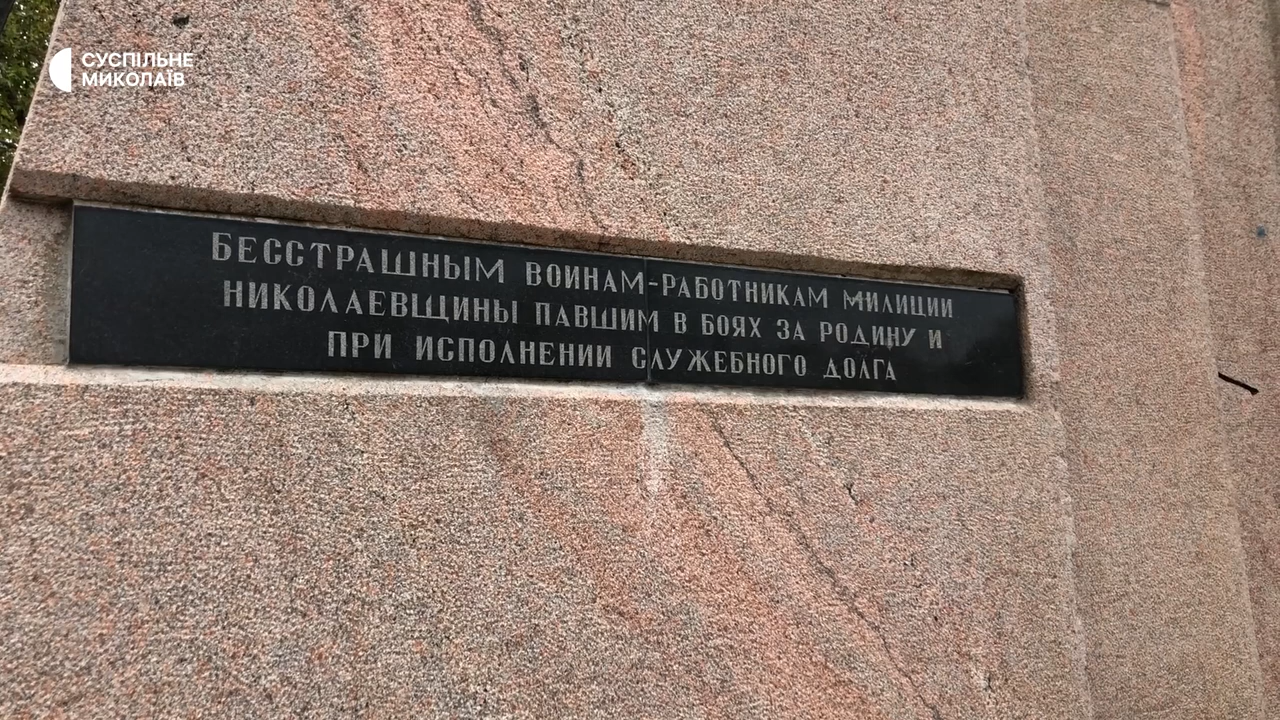 СУСПІЛЬНЕ
МИКОЛАЇВ
БЕССТРАШНЫМ ВОИНАМ-РАБОТНИКАМ МИЛИЦИИ
НИКОЛАЕВЩИНЫ ПАВШИМ В БОЯХ ЗА РОДИНУ И
ПРИ ИСПОЛНЕНИИ СЛУЖЕБНОГО ДОЛГА